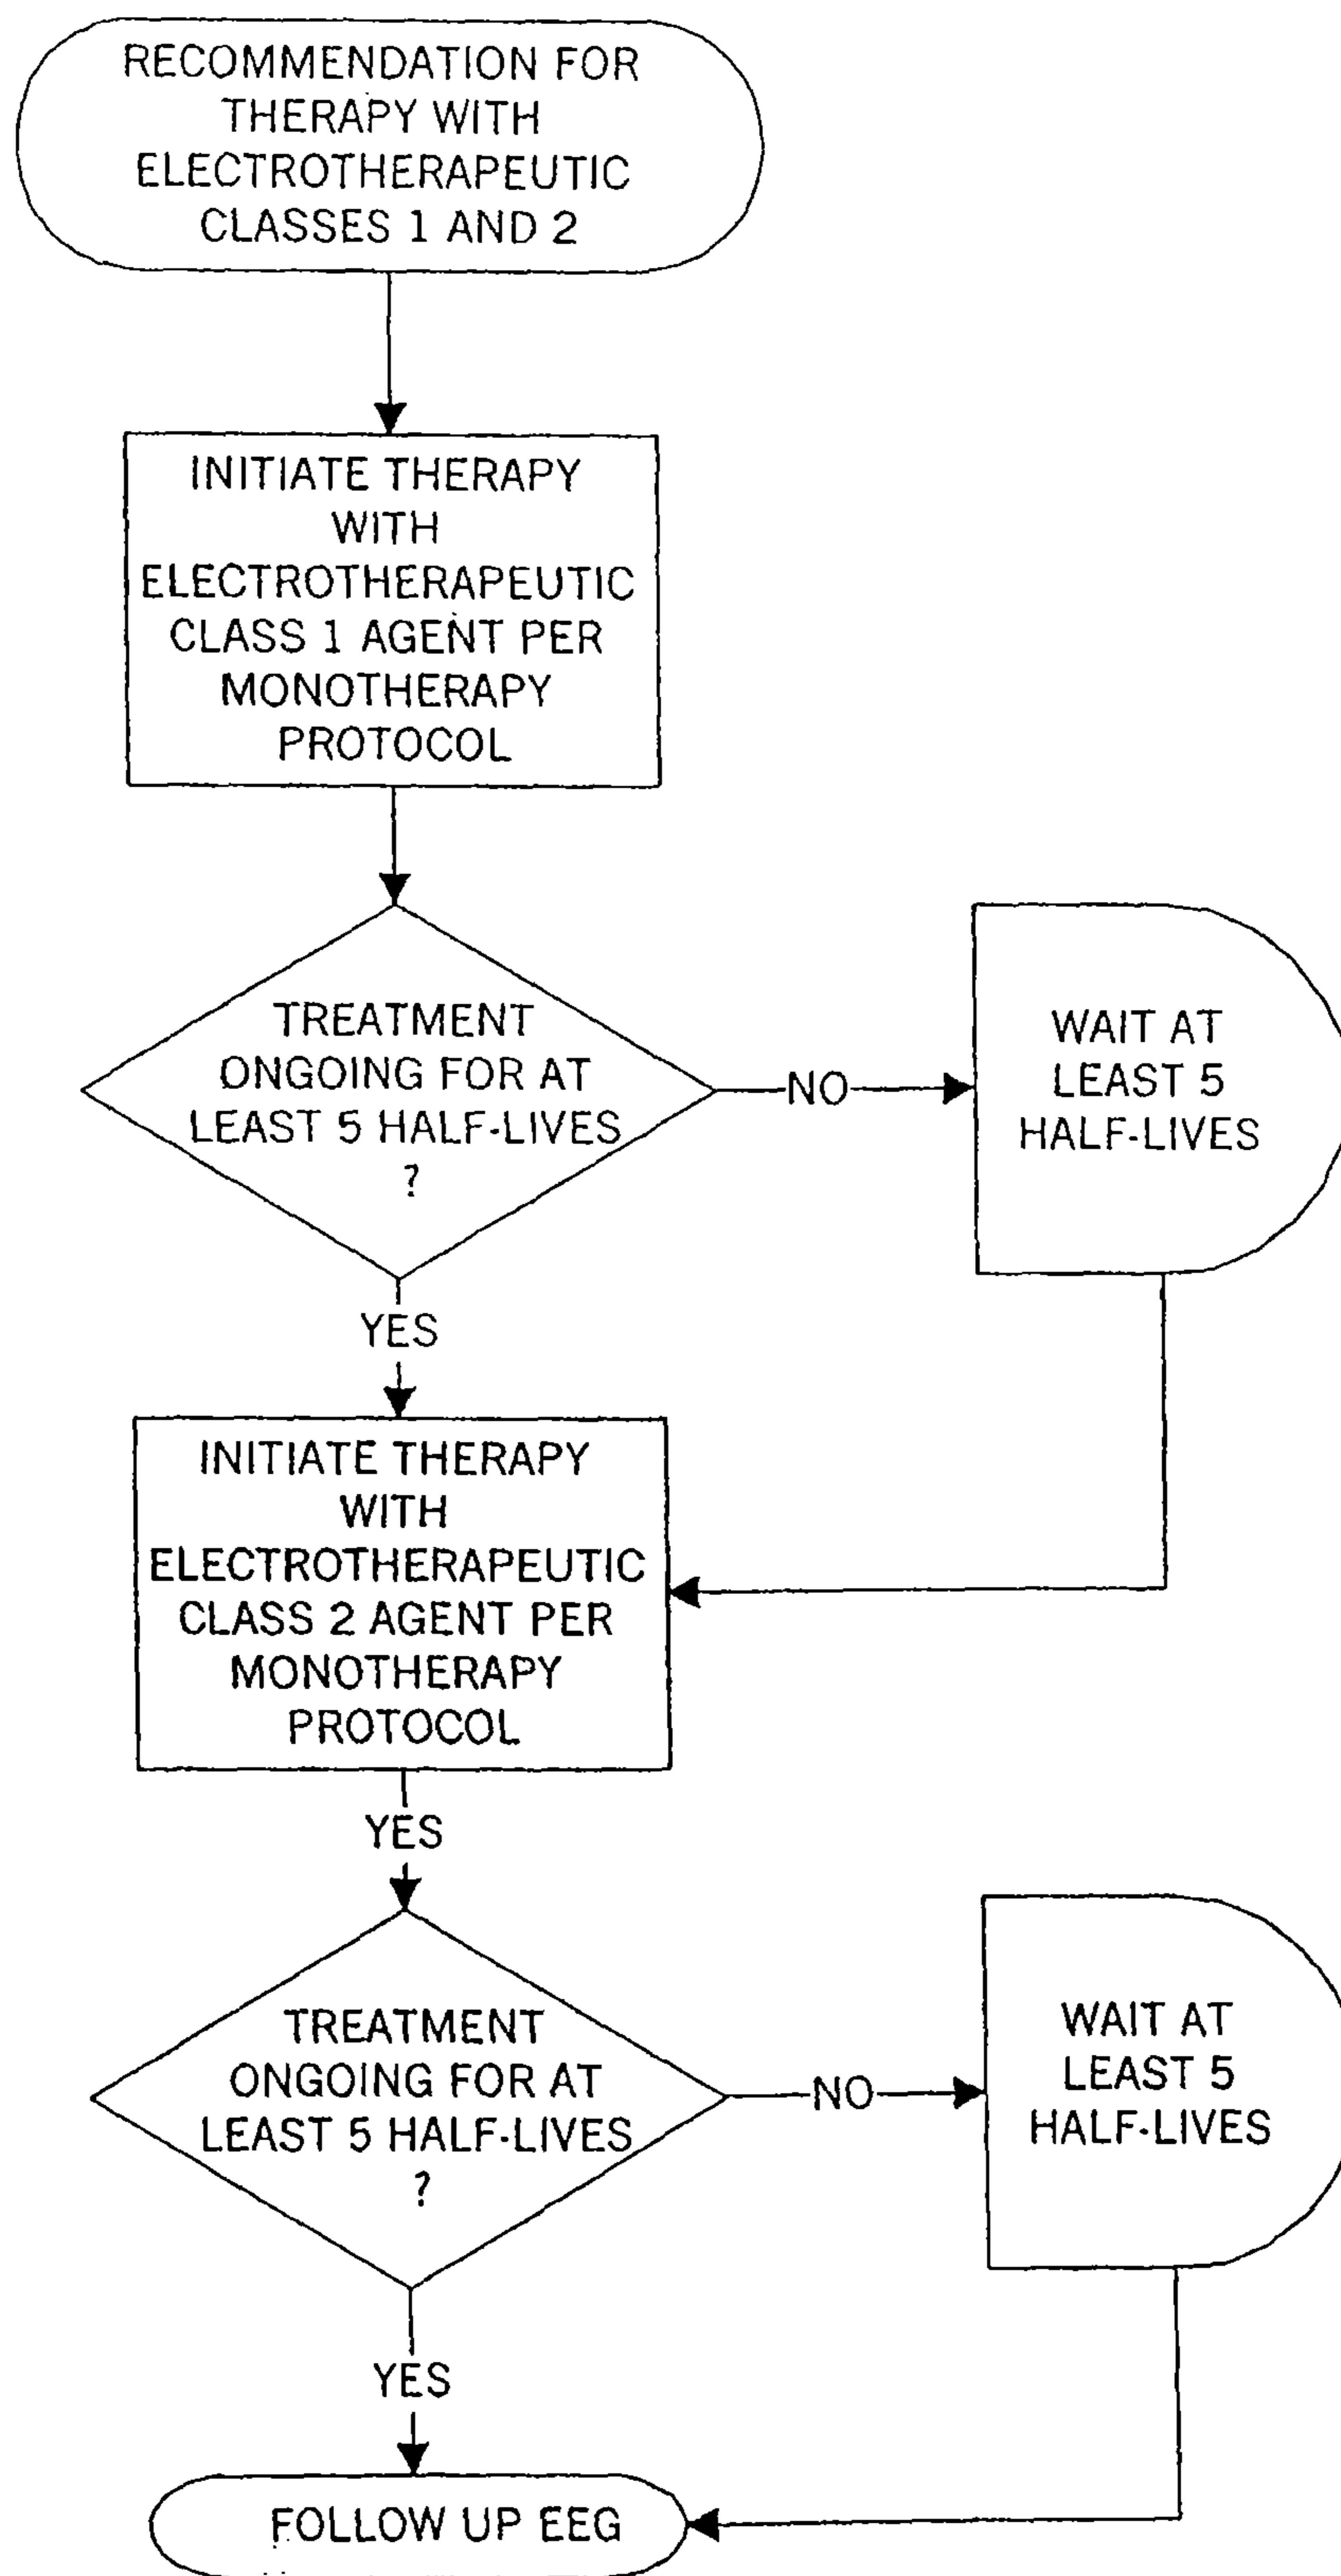 RECOMMENDATION FOR
THERAPY WITH
ELECTROTHERAPEUTIC
CLASSES 1 AND 2
INITIATE THERAPY
WITH
ELECTROTHERAPEUTIC
CLASS 1 AGENT PER
MONOTHERAPY
PROTOCOL
TREATMENT
ONGOING FOR AT
LEAST 5 HALF-LIVES
?
NO
WAIT AT
LEAST 5
HALF-LIVES
YES
INITIATE THERAPY
WITH
ELECTROTHERAPEUTIC
CLASS 2 AGENT PER
MONOTHERAPY
PROTOCOL
YES
TREATMENT
ONGOING FOR AT
LEAST 5 HALF-LIVES
?
NO
WAIT AT
LEAST 5
HALF-LIVES
YES
FOLLOW UP EEG